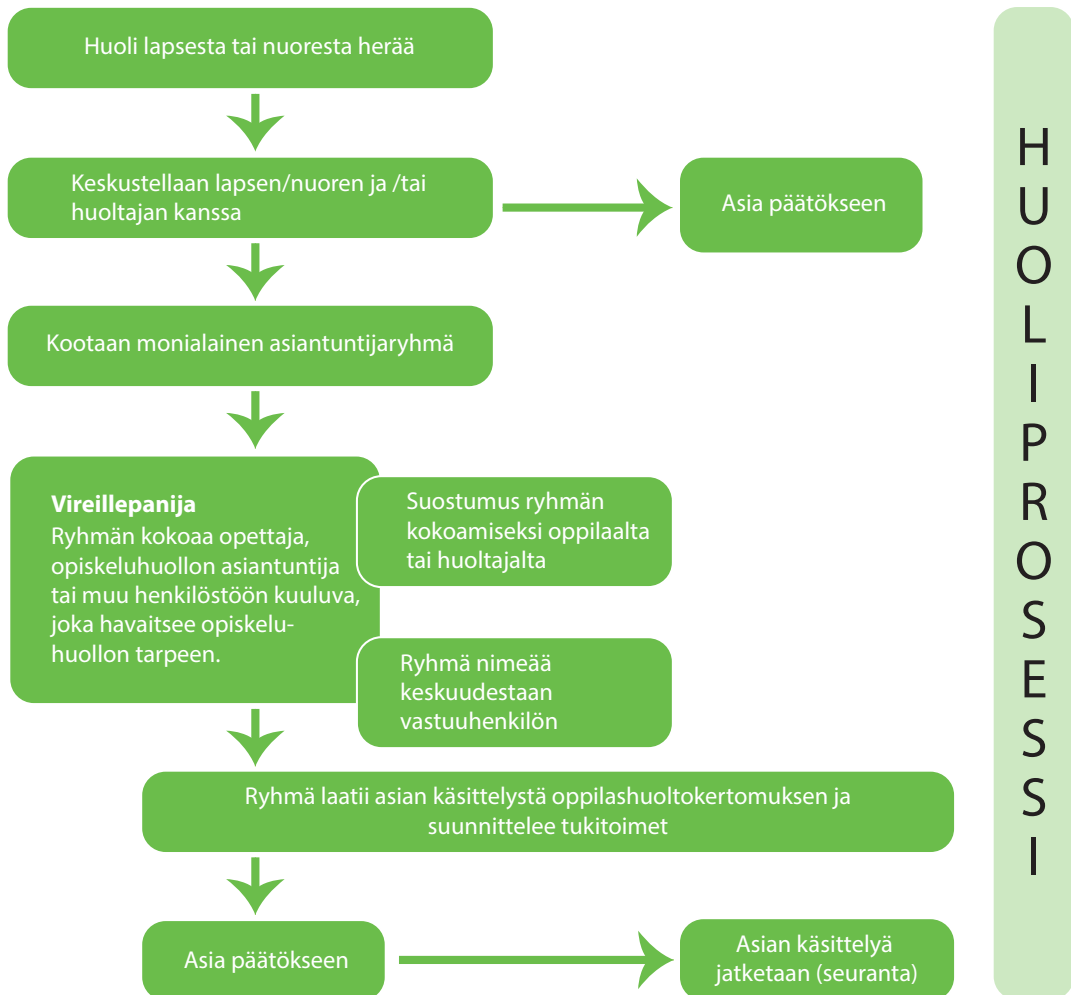 Huoli lapsesta tai nuoresta herää
Keskustellaan lapsen/nuoren ja /tai
huoltajan kanssa
Asia päätökseen
Kootaan monialainen asiantuntijaryhmä
Vireillepanija
Ryhmän kokoaa opettaja,
opiskeluhuollon asiantuntija
tai muu henkilöstöön kuuluva,
joka havaitsee opiskelu-
huollon tarpeen.
Suostumus ryhmän
kokoamiseksi oppilaalta
tai huoltajalta
Ryhmä nimeää
keskuudestaan
vastuuhenkilön
Ryhmä laatii asian käsittelystä oppilashuoltokertomuksen ja
suunnittelee tukitoimet
Asia päätökseen
Asian käsittelyä
jatketaan (seuranta)
HUOLIPROSESSI